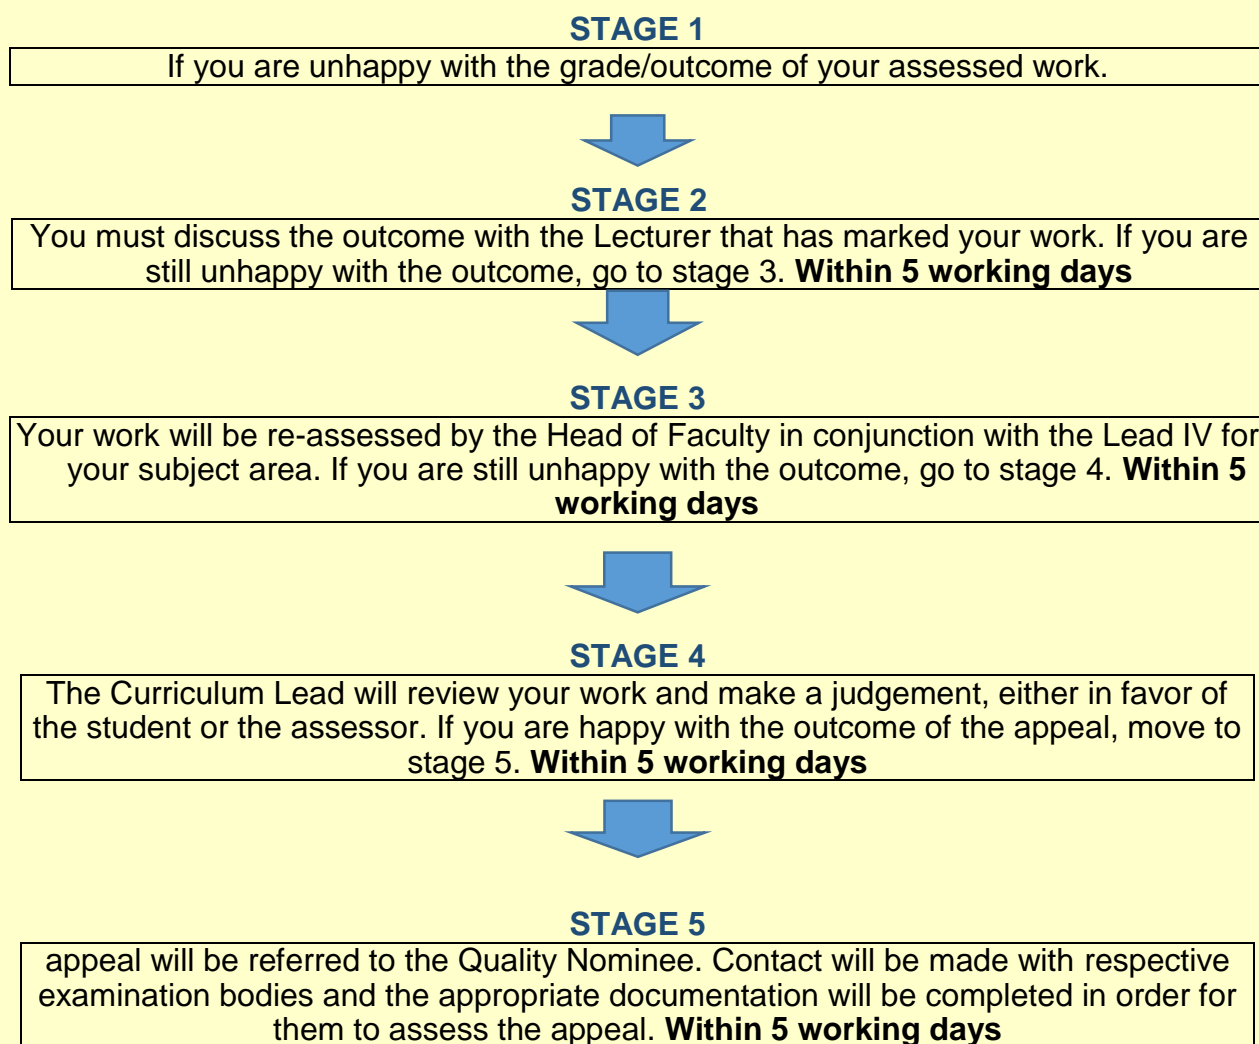 STAGE 1
If you are unhappy with the grade/outcome of your assessed work.
STAGE 2
You must discuss the outcome with the Lecturer that has marked your work. If you are
still unhappy with the outcome, go to stage 3. Within 5 working days
STAGE 3
Your work will be re-assessed by the Head of Faculty in conjunction with the Lead IV for
your subject area. If you are still unhappy with the outcome, go to stage 4. Within 5
working days
STAGE 4
The Curriculum Lead will review your work and make a judgement, either in favor of
the student or the assessor. If you are happy with the outcome of the appeal, move to
stage 5. Within 5 working days
STAGE 5
appeal will be referred to the Quality Nominee. Contact will be made with respective
examination bodies and the appropriate documentation will be completed in order for
them to assess the appeal. Within 5 working days